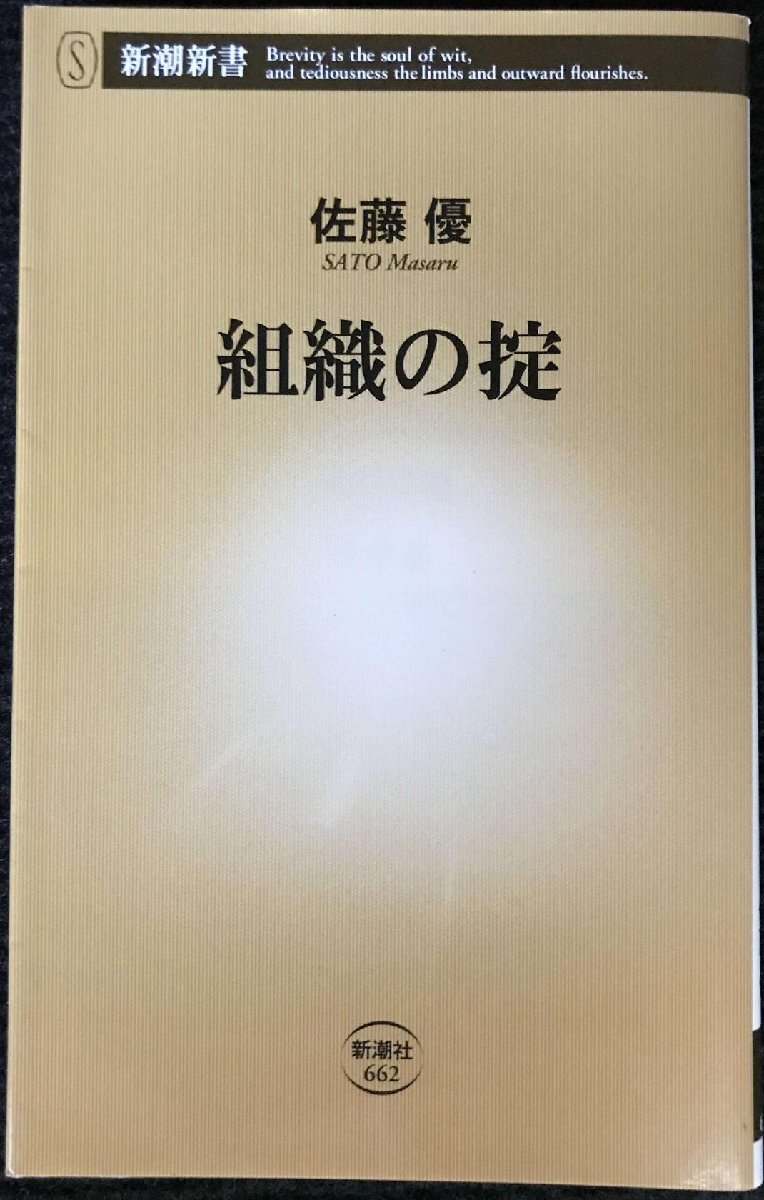 S
新潮新書
Brevity is the soul of wit,
and tediousness the limbs and outward flourishes.
佐藤 優
SATO Masaru
組織の掟
新潮社
662